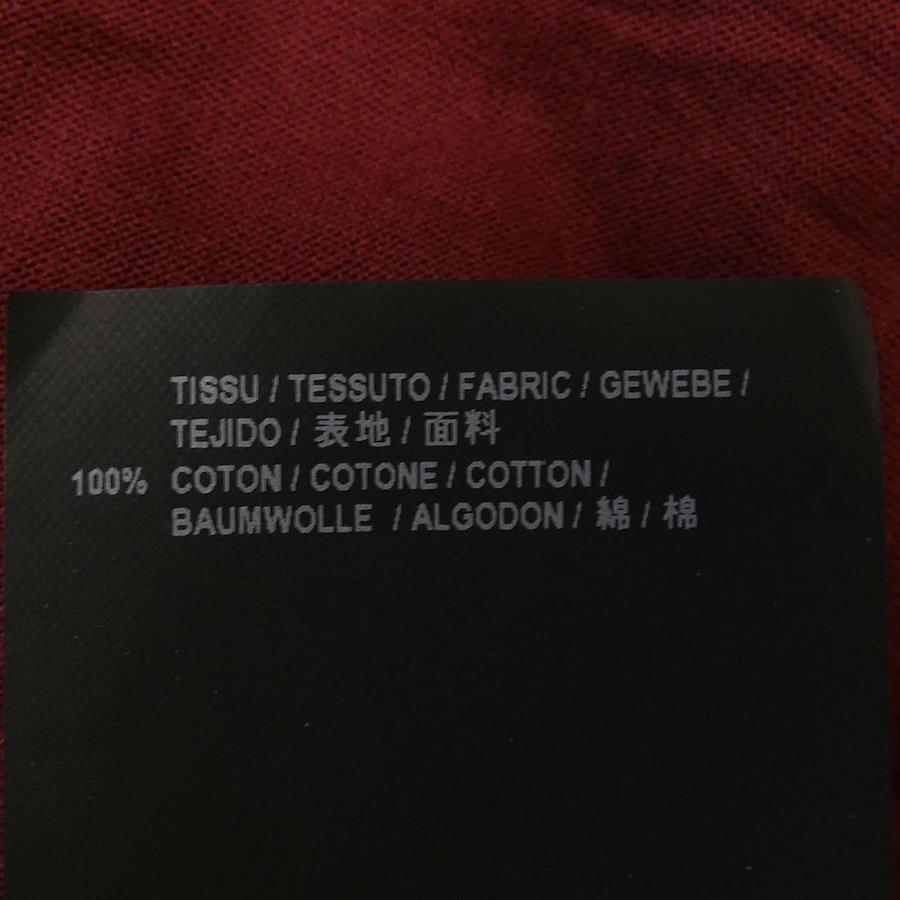 TISSU / TESSUTO / FABRIC / GEWEBE /
TEJIDO / 表地 / 面料
100% COTON / COTONE / COTTON /
BAUMWOLLE / ALGODON / 綿 / 棉